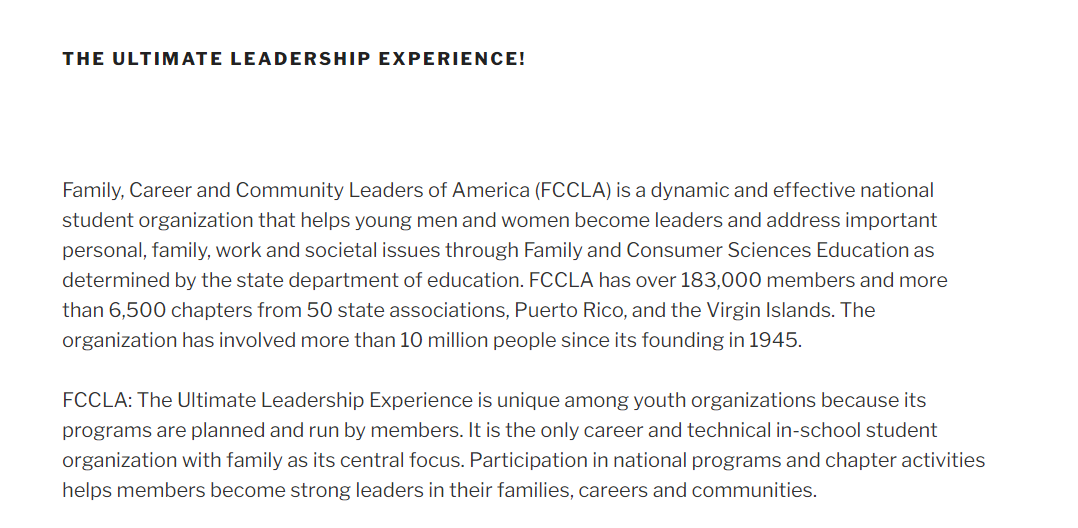 THE ULTIMATE LEADERSHIP EXPERIENCE!
Family, Career and Community Leaders of America (FCCLA) is a dynamic and effective national
student organization that helps young men and women become leaders and address important
personal, family, work and societal issues through Family and Consumer Sciences Education as
determined by the state department of education. FCCLA has over 183,000 members and more
than 6,500 chapters from 50 state associations, Puerto Rico, and the Virgin Islands. The
organization has involved more than 10 million people since its founding in 1945.
FCCLA: The Ultimate Leadership Experience is unique among youth organizations because its
programs are planned and run by members. It is the only career and technical in-school student
organization with family as its central focus. Participation in national programs and chapter activities
helps members become strong leaders in their families, careers and communities.